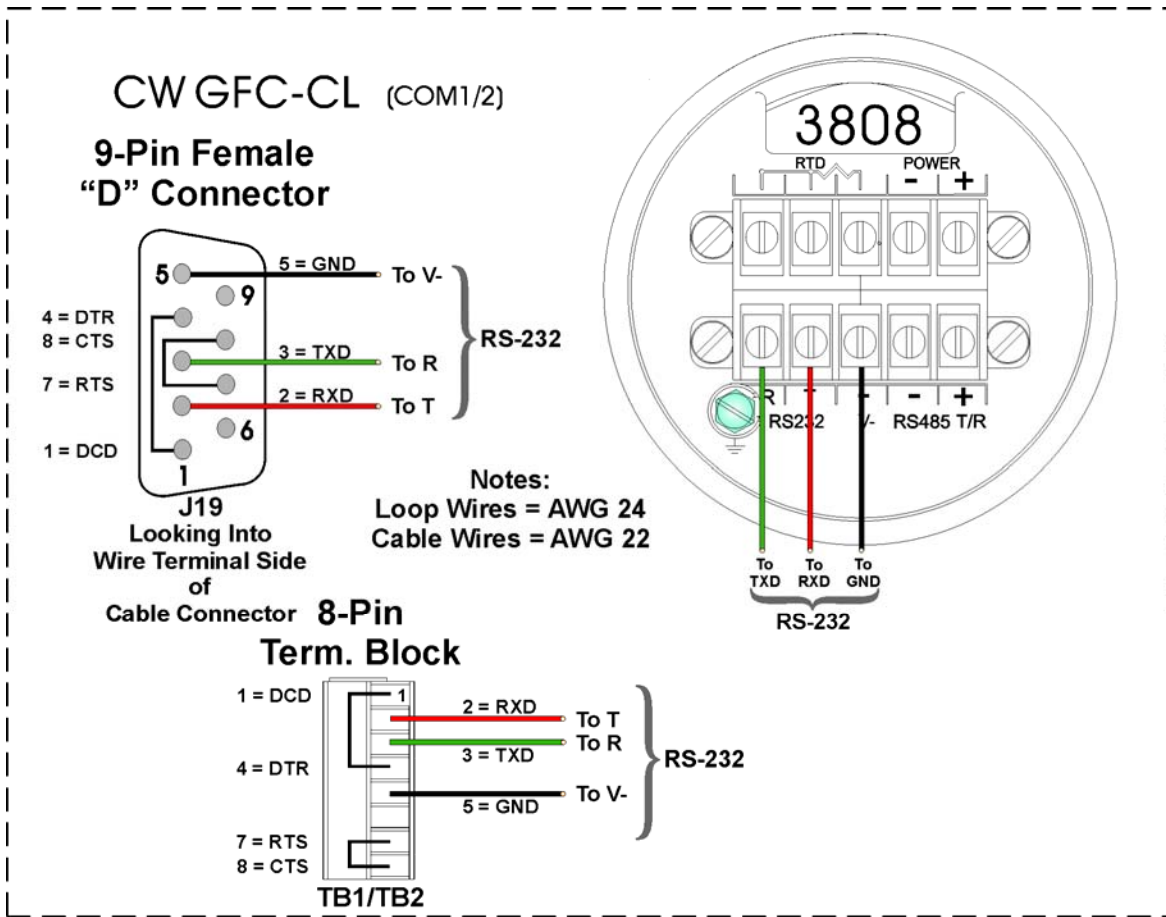 CW GFC-CL (COM1/2)
9-Pin Female
“D” Connector
5
9
6
1
4 = DTR
8 = CTS
7 = RTS
1 = DCD
5 = GND
To V-
3 = TXD
To R
2 = RXD
To T
RS-232
J19
Looking Into
Wire Terminal Side
of
Cable Connector
Notes:
Loop Wires = AWG 24
Cable Wires = AWG 22
3808
RTD
POWER
- +
R T - - +
RS232 V- RS485 T/R
To TXD
To RXD
To GND
RS-232
8-Pin
Term. Block
1 = DCD
1
4 = DTR
7 = RTS
8 = CTS
2 = RXD
To T
To R
3 = TXD
To V-
5 = GND
RS-232
TB1/TB2